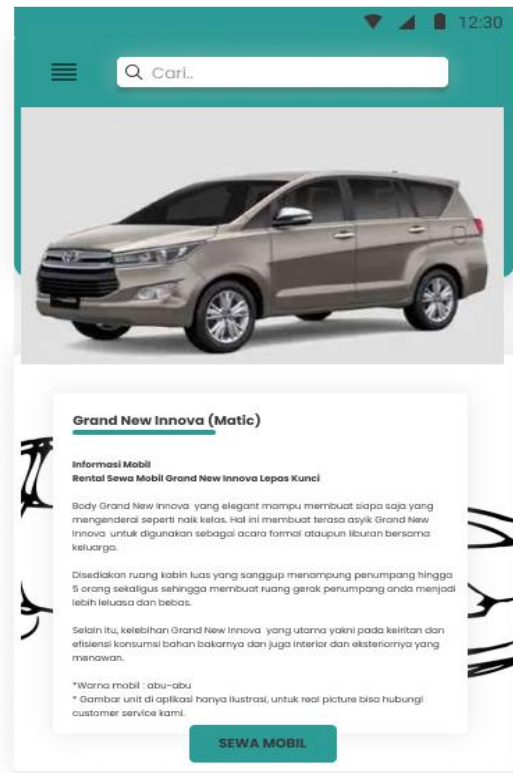 12:30
Cari..
Grand New Innova (Matic)
Informasi Mobil
Rental Sewa Mobil Grand New Innova Lepas Kunci
Body Grand New Innova yang elegant mampu membuat siapa saja yang
mengenderai seperti naik kelas. Hal ini membuat terasa asyik Grand New
Innova untuk digunakan sebagai acara formal ataupun liburan bersama
keluarga.
Disediakan ruang kabin luas yang sanggup menampung penumpang hingga
5 orang sekaligus sehingga membuat ruang gerak penumpang anda menjadi
lebih leluasa dan bebas.
Selain itu, kelebihan Grand New Innova yang utama yakni pada keiritan dan
efisiensi konsumsi bahan bakarnya dan juga interior dan eksteriornya yang
menawan.
*Warna mobil : abu-abu
* Gambar unit di aplikasi hanya ilustrasi, untuk real picture bisa hubungi
customer service kami.
SEWA MOBIL